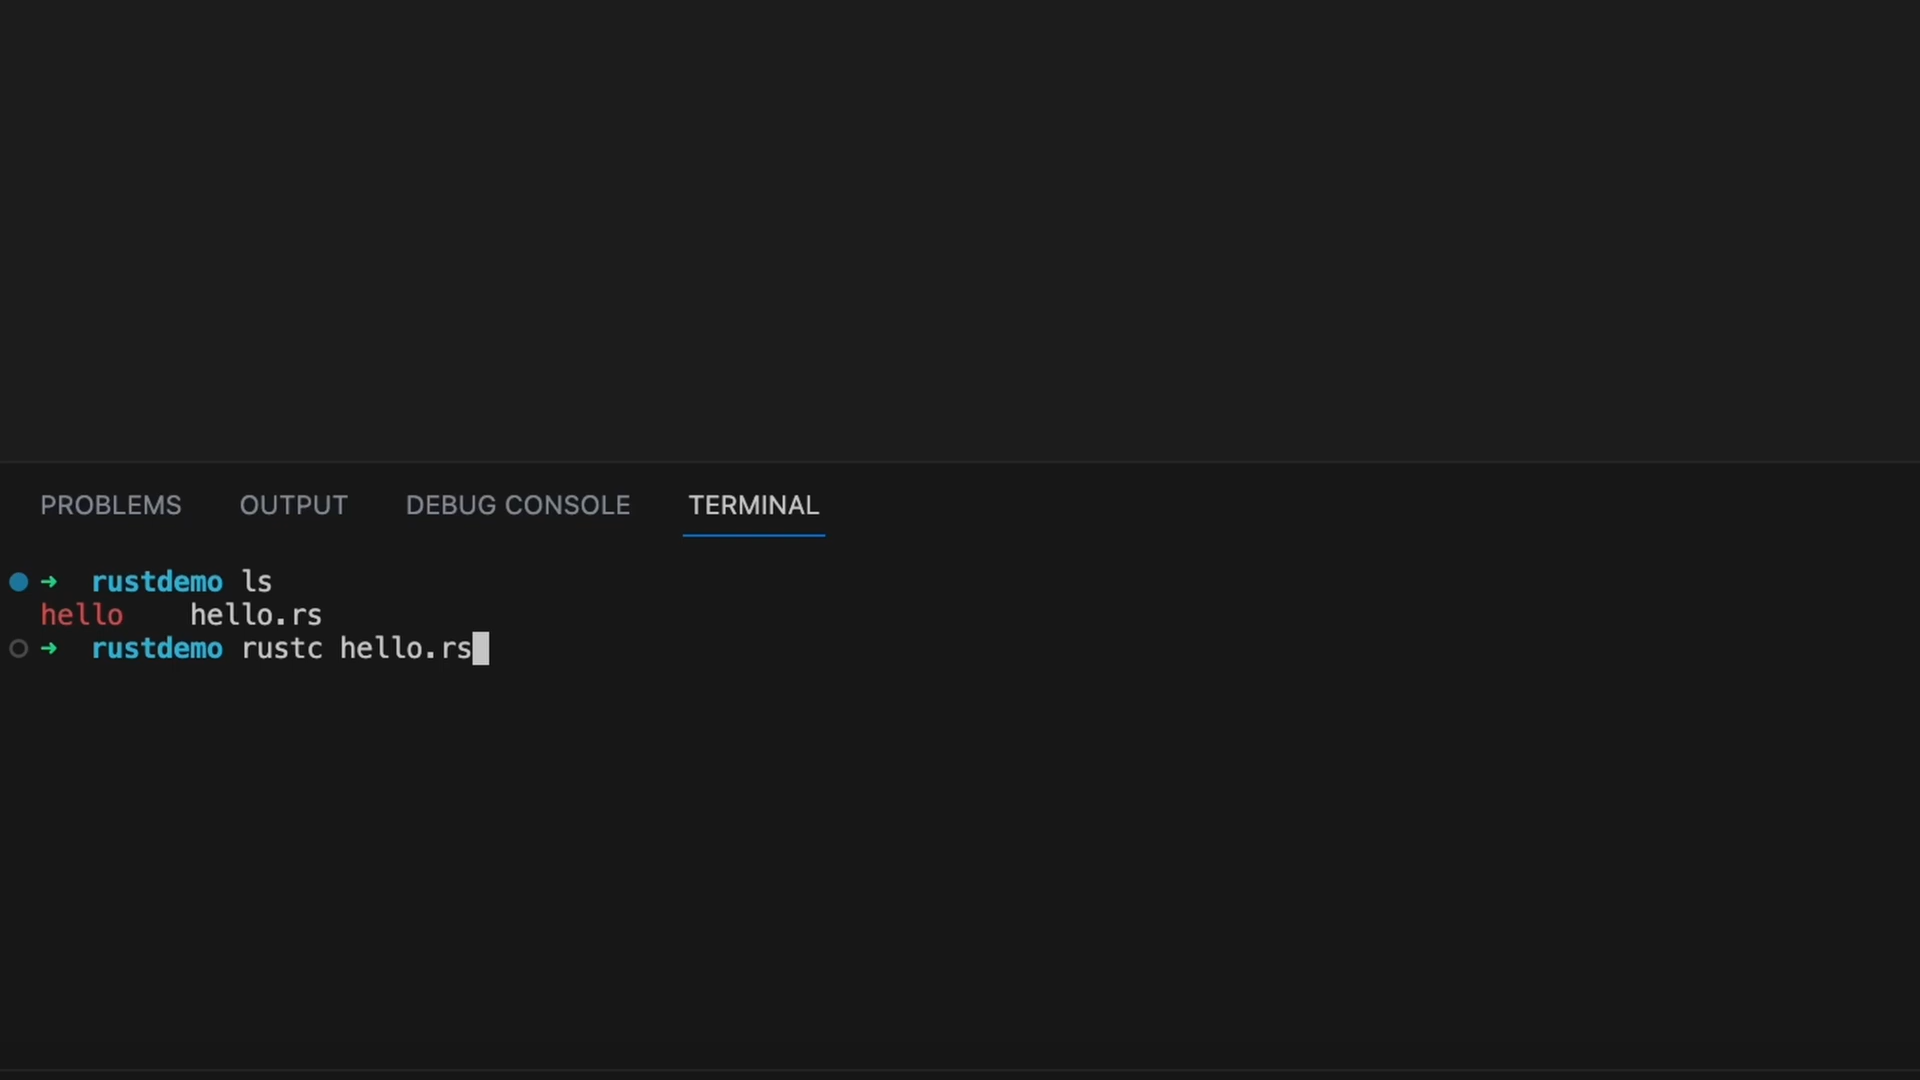 PROBLEMS OUTPUT DEBUG CONSOLE TERMINAL
➜ rustdemo ls
hello hello.rs
➜ rustdemo rustc hello.rs